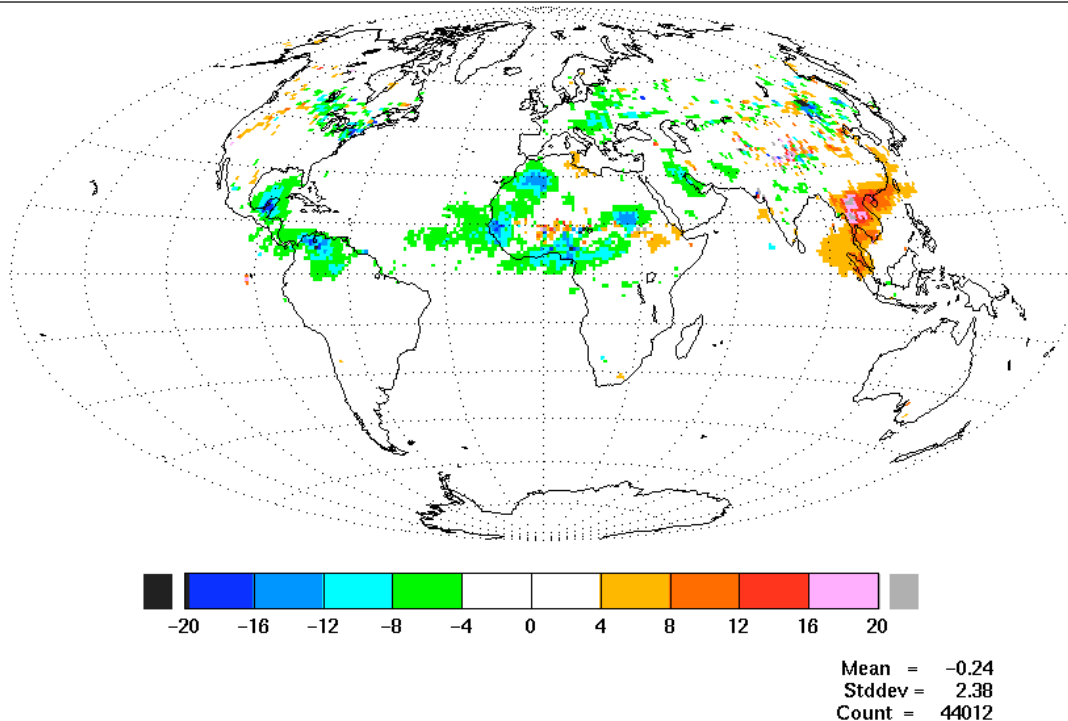 −20 −16 −12 −8 −4 0 4 8 12 16 20
Mean = −0.24
Stddev = 2.38
Count = 44012